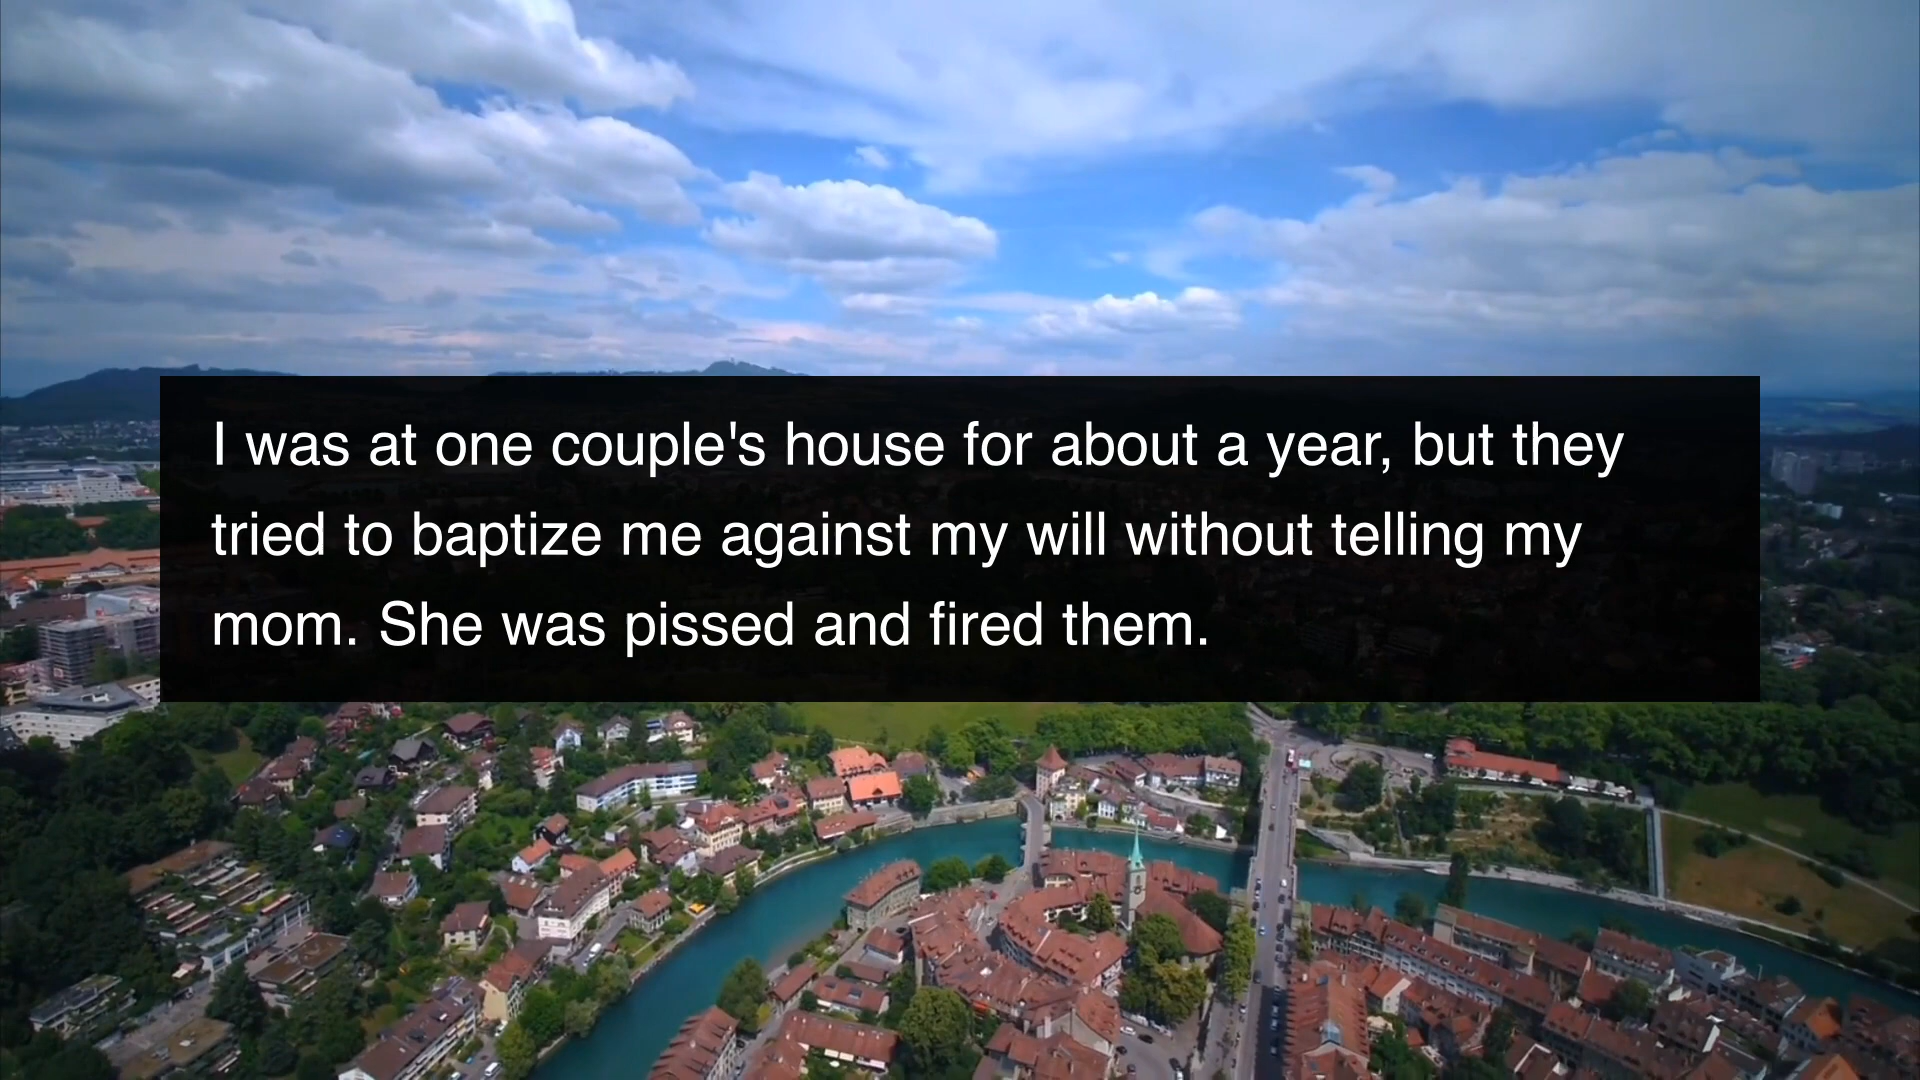 I was at one couple's house for about a year, but they
tried to baptize me against my will without telling my
mom. She was pissed and fired them.